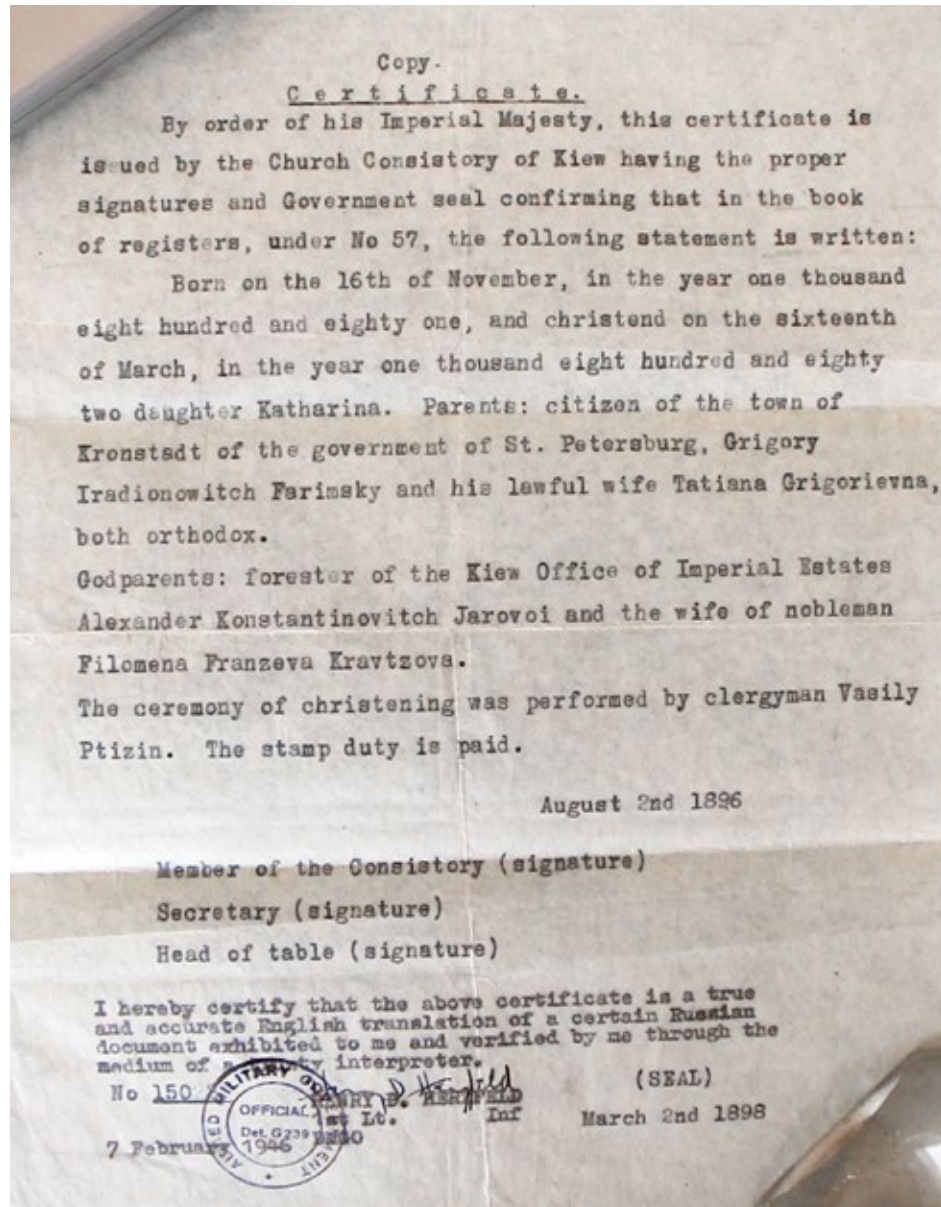 Copy.
Certificate.
By order of his Imperial Majesty, this certificate is
is ued by the Church Consistory of Kiew having the proper
signatures and Government seal confirming that in the book
of registers, under No 57, the following statement is written:
Born on the 16th of November, in the year one thousand
eight hundred and eighty one, and christend on the sixteenth
of March, in the year one thousand eight hundred and eighty
two daughter Katharina. Parents: citizen of the town of
Kronstadt of the government of St. Petersburg, Grigory
Iradionowitch Farimsky and his lawful wife Tatiana Grigorievna,
both orthodox.
Godparents: forester of the Kiew Office of Imperial Estates
Alexander Konstantinovitch Jarovoi and the wife of nobleman
Filomena Franzeva Kravtzova.
The ceremony of christening was performed by clergyman Vasily
Ptizin. The stamp duty is paid.
August 2nd 1896
Member of the Consistory (signature)
Secretary (signature)
Head of table (signature)
I hereby certify that the above certificate is a true
and accurate English translation of a certain Russian
document exhibited to me and verified by me through the
medium of a interpreter.
No 150
HENRY D. HERZFELD
1st Lt. Inf
(SEAL)
March 2nd 1898
7 February 1946
ALLIED MILITARY GOVERNMENT
OFFICIAL
Det. G239